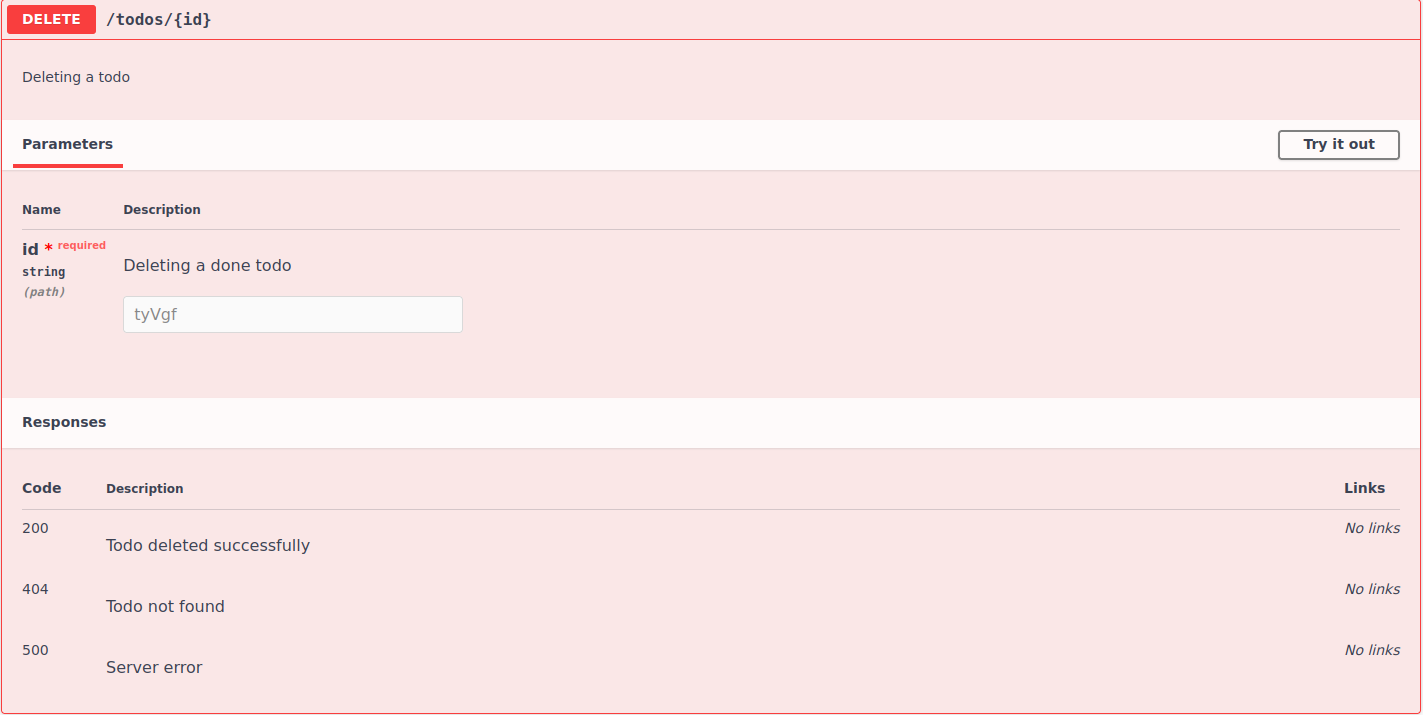 DELETE /todos/{id}
Deleting a todo
Parameters Try it out
Name Description
id * required
string
(path)
Deleting a done todo
tyVgf
Responses
Code Description Links
200 No links
Todo deleted successfully
404 No links
Todo not found
500 No links
Server error